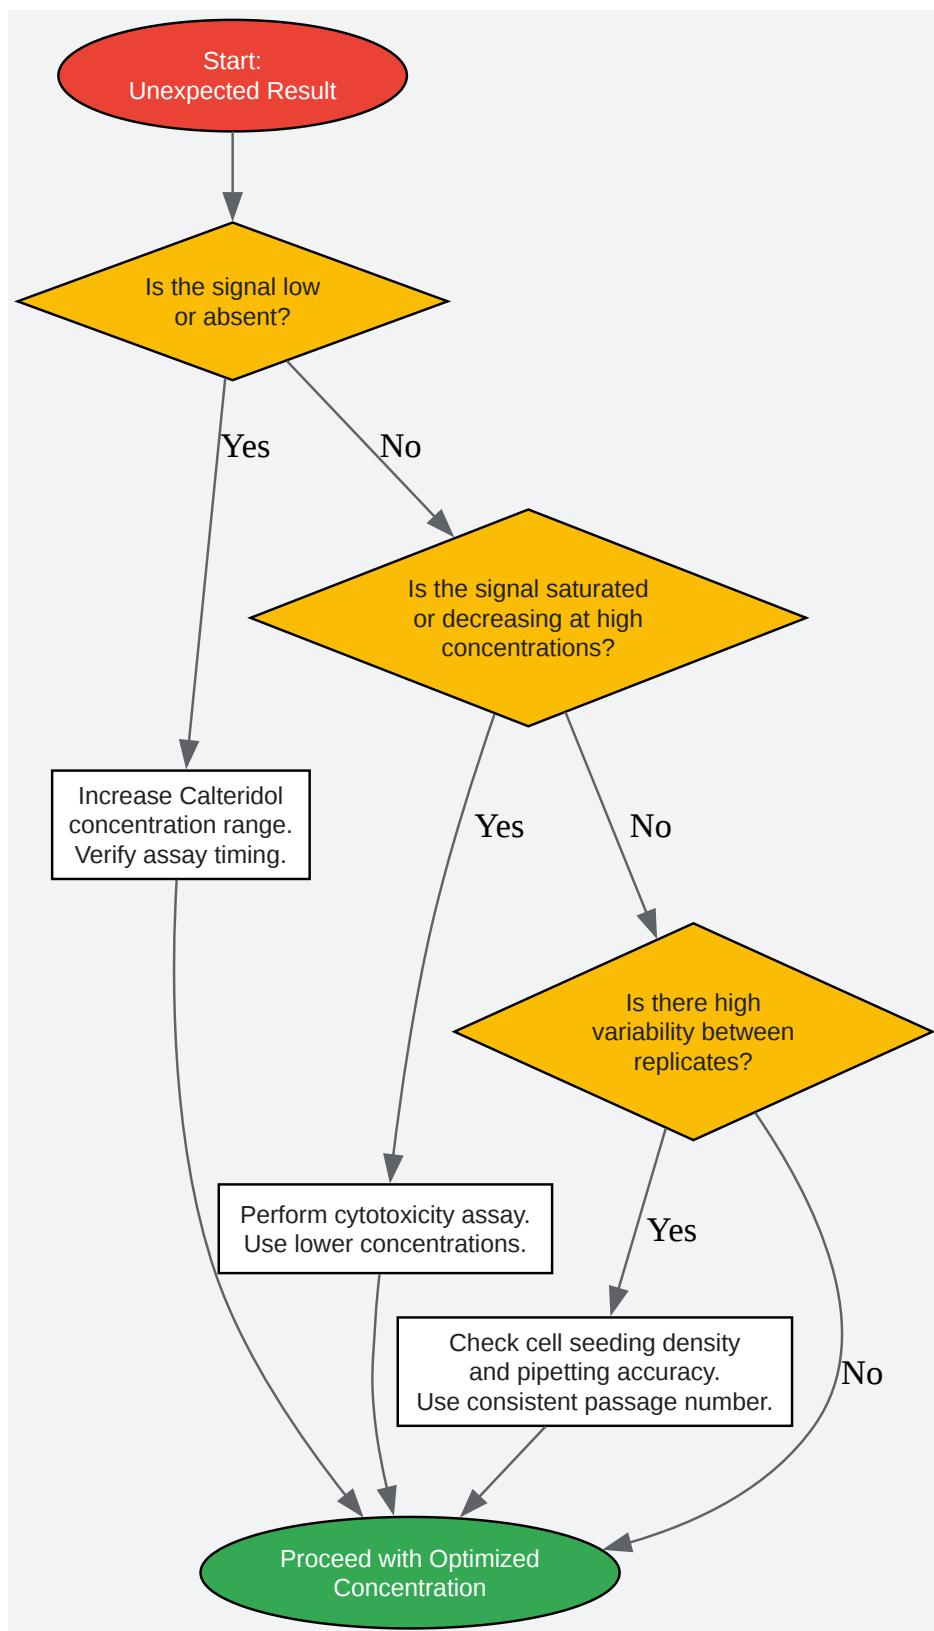 Start:
Unexpected Result
Is the signal low
or absent?
Yes
No
Is the signal saturated
or decreasing at high
concentrations?
Increase Calteridol
concentration range.
Verify assay timing.
Yes
No
Is there high
variability between
replicates?
Perform cytotoxicity assay.
Use lower concentrations.
Yes
Check cell seeding density
and pipetting accuracy.
Use consistent passage number.
No
Proceed with Optimized
Concentration